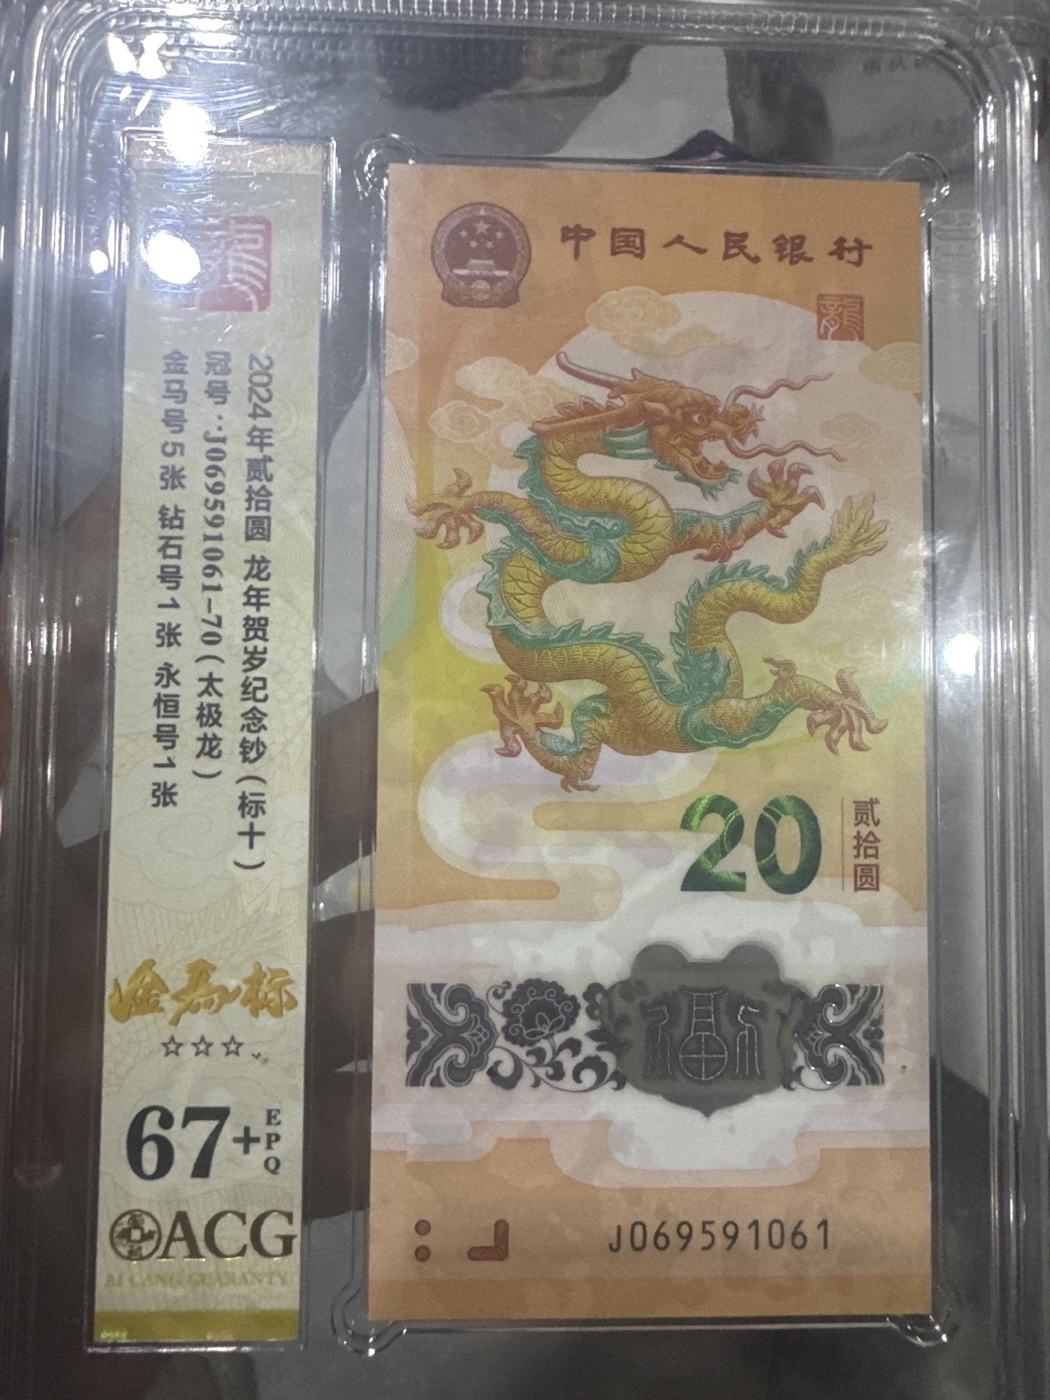 中国人民银行
龍
20
贰拾圆
J069591061
2024年贰拾圆 龙年贺岁纪念钞(标十)
冠号:J069591061-70(太极龙)
金马号5张 钻石号1张 永恒号1张
金马标
☆☆☆
67+
EPQ
ACG
AI CANG GUARANTY